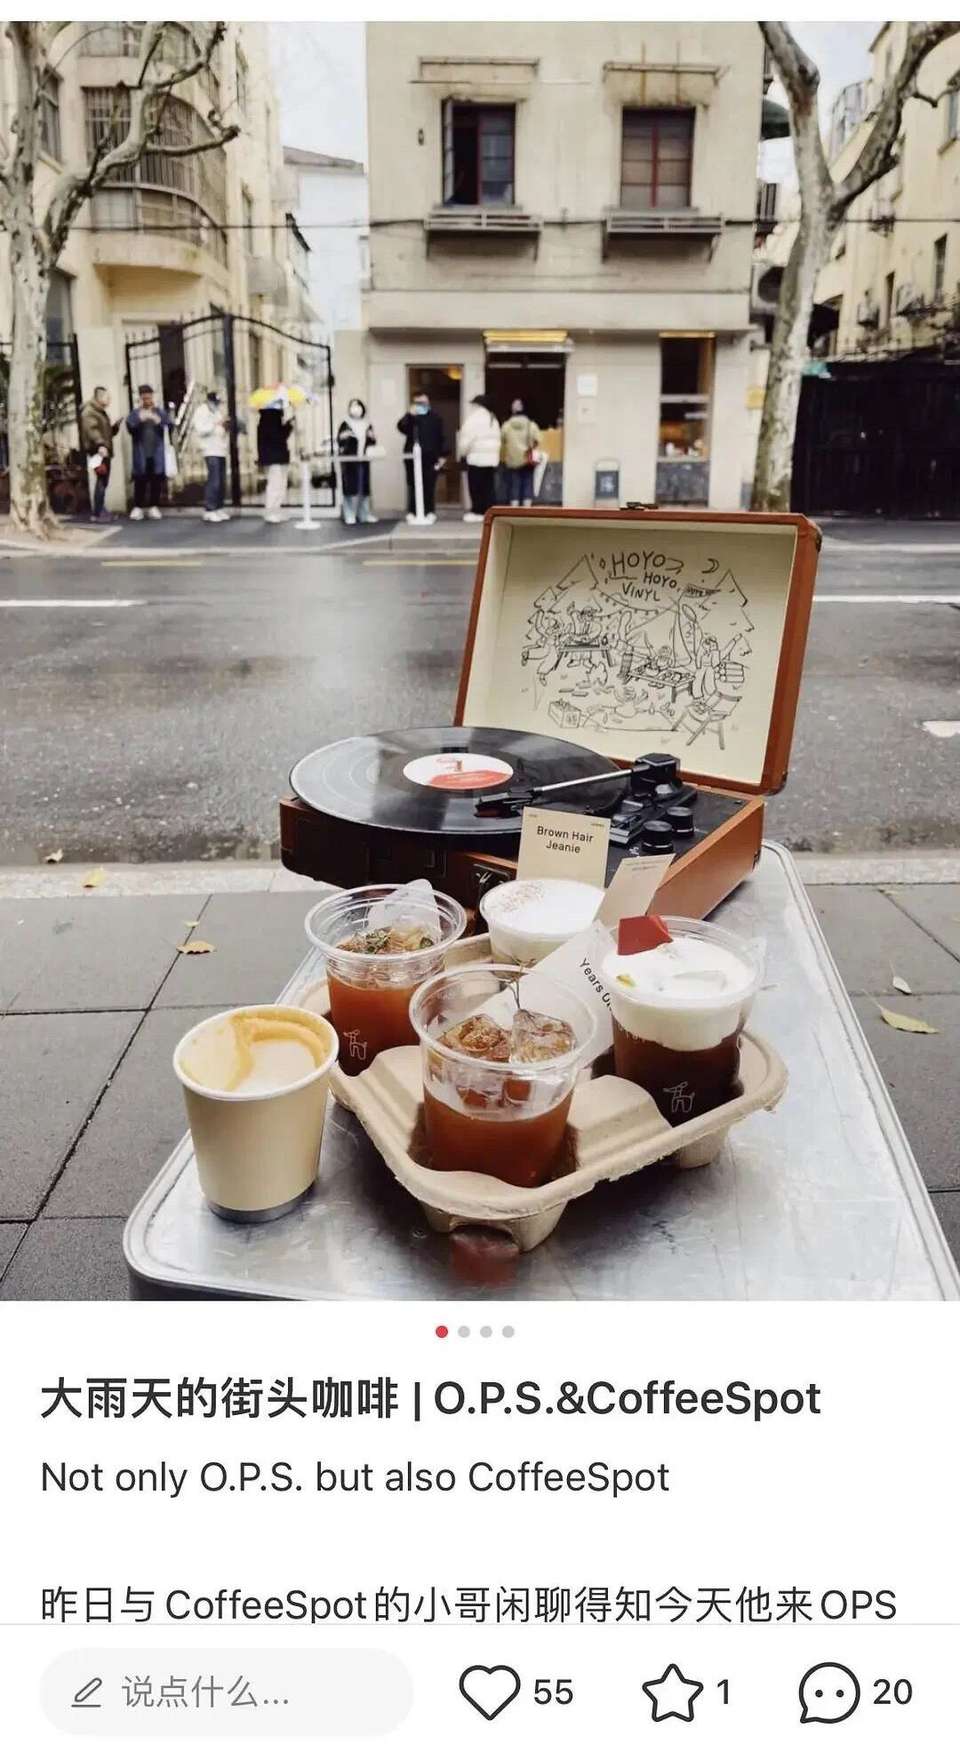 HOYO
HOYO
VINYL
Brown Hair
Jeanie
Years
大雨天的街头咖啡 | O.P.S.&CoffeeSpot
Not only O.P.S. but also CoffeeSpot
昨日与CoffeeSpot的小哥闲聊得知今天他来OPS
说点什么...
55
1
20